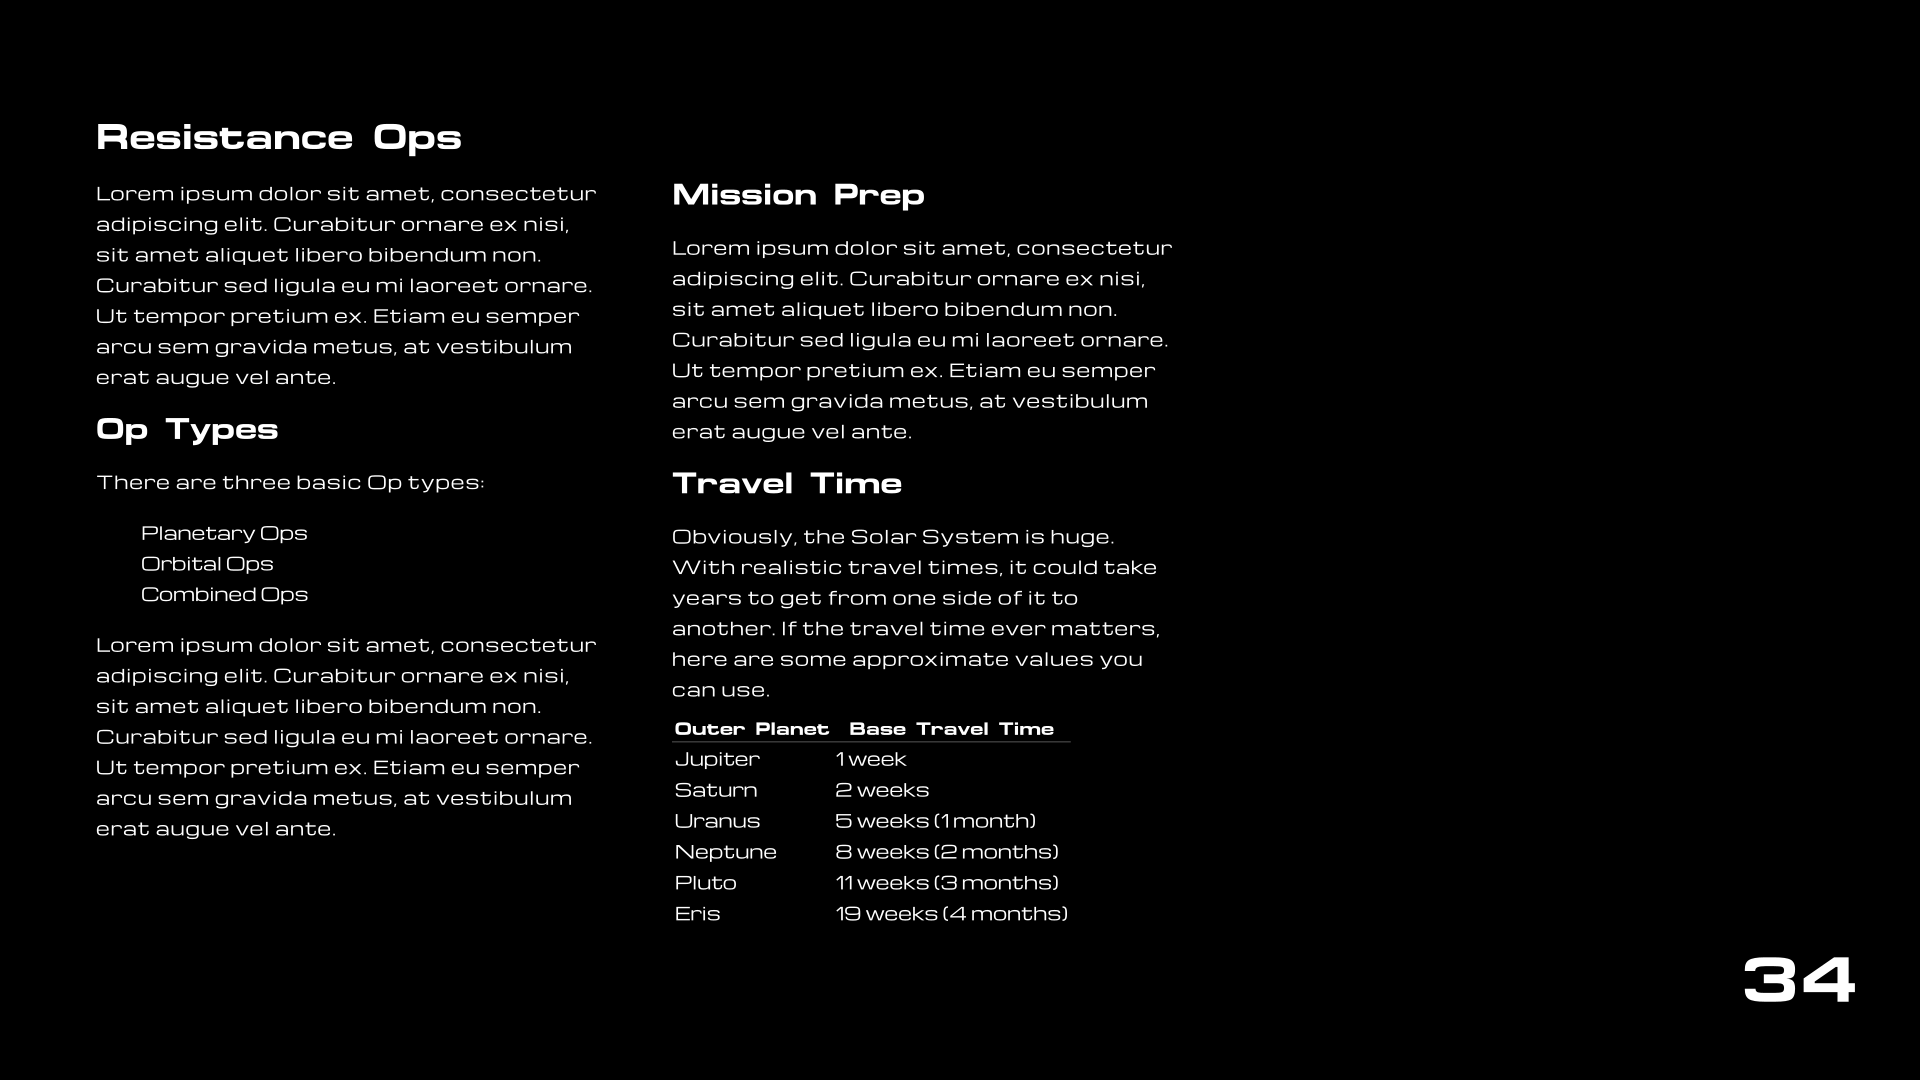 Resistance Ops
Lorem ipsum dolor sit amet, consectetur
adipiscing elit. Curabitur ornare ex nisi,
sit amet aliquet libero bibendum non.
Curabitur sed ligula eu mi laoreet ornare.
Ut tempor pretium ex. Etiam eu semper
arcu sem gravida metus, at vestibulum
erat augue vel ante.
Op Types
There are three basic Op types:
Planetary Ops
Orbital Ops
Combined Ops
Lorem ipsum dolor sit amet, consectetur
adipiscing elit. Curabitur ornare ex nisi,
sit amet aliquet libero bibendum non.
Curabitur sed ligula eu mi laoreet ornare.
Ut tempor pretium ex. Etiam eu semper
arcu sem gravida metus, at vestibulum
erat augue vel ante.
Mission Prep
Lorem ipsum dolor sit amet, consectetur
adipiscing elit. Curabitur ornare ex nisi,
sit amet aliquet libero bibendum non.
Curabitur sed ligula eu mi laoreet ornare.
Ut tempor pretium ex. Etiam eu semper
arcu sem gravida metus, at vestibulum
erat augue vel ante.
Travel Time
Obviously, the Solar System is huge.
With realistic travel times, it could take
years to get from one side of it to
another. If the travel time ever matters,
here are some approximate values you
can use.
Outer Planet Base Travel Time
Jupiter 1 week
Saturn 2 weeks
Uranus 5 weeks (1 month)
Neptune 8 weeks (2 months)
Pluto 11 weeks (3 months)
Eris 19 weeks (4 months)
34